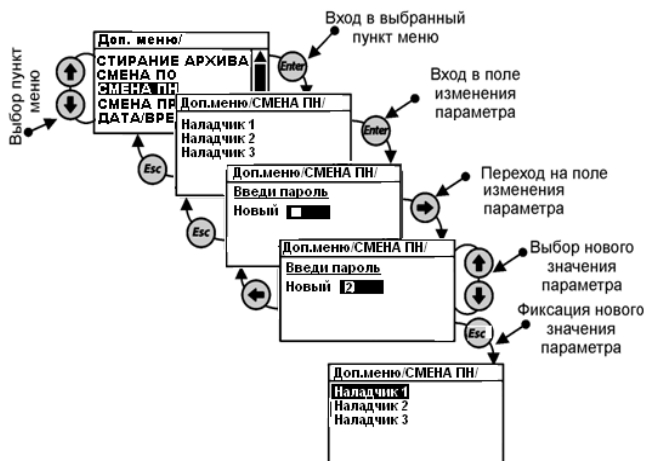 Доп. меню/
СТИРАНИЕ АРХИВА
СМЕНА ПО
СМЕНА ПН
СМЕНА ПР
ДАТА/ВРЕ
Выбор пункт
меню
Enter
Вход в выбранный
пункт меню
Доп.меню/СМЕНА ПН/
Наладчик 1
Наладчик 2
Наладчик 3
Esc
Enter
Вход в поле
изменения
параметра
Доп.меню/СМЕНА ПН/
Введи пароль
Новый
Esc
Переход на поле
изменения
параметра
Доп.меню/СМЕНА ПН/
Введи пароль
Новый 2
Выбор нового
значения
параметра
Esc
Фиксация нового
значения
параметра
Доп.меню/СМЕНА ПН/
Наладчик 1
Наладчик 2
Наладчик 3